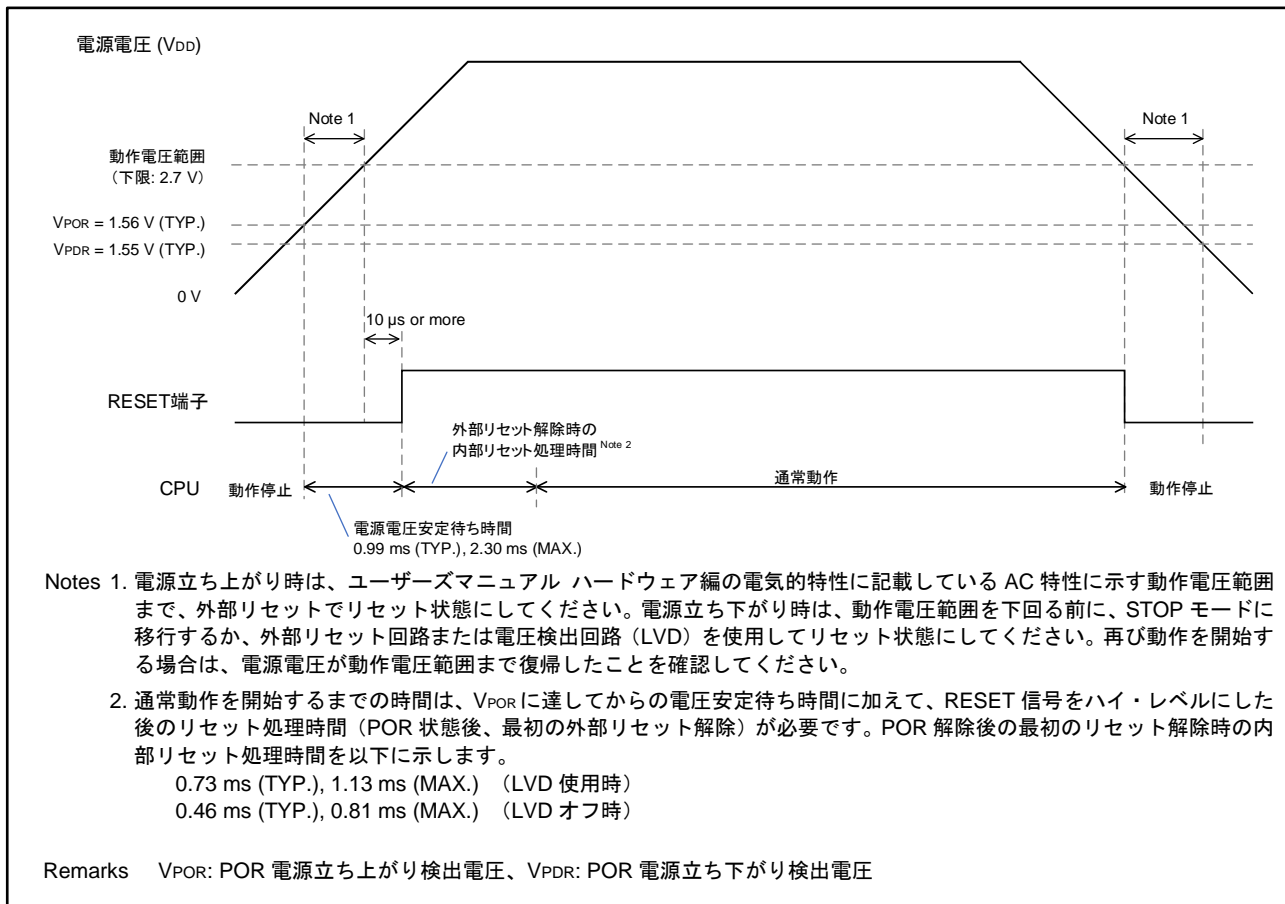 電源電圧 (VDD)
Note 1
Note 1
動作電圧範囲
（下限: 2.7 V）
VPOR = 1.56 V (TYP.)
VPDR = 1.55 V (TYP.)
0 V
10 µs or more
RESET端子
外部リセット解除時の
内部リセット処理時間 Note 2
CPU
動作停止
通常動作
動作停止
電源電圧安定待ち時間
0.99 ms (TYP.), 2.30 ms (MAX.)
Notes 1. 電源立ち上がり時は、ユーザーズマニュアル ハードウェア編の電気的特性に記載している AC 特性に示す動作電圧範囲
まで、外部リセットでリセット状態にしてください。電源立ち下がり時は、動作電圧範囲を下回る前に、STOP モードに
移行するか、外部リセット回路または電圧検出回路（LVD）を使用してリセット状態にしてください。再び動作を開始す
る場合は、電源電圧が動作電圧範囲まで復帰したことを確認してください。
2. 通常動作を開始するまでの時間は、VPOR に達してからの電圧安定待ち時間に加えて、RESET 信号をハイ・レベルにした
後のリセット処理時間（POR 状態後、最初の外部リセット解除）が必要です。POR 解除後の最初のリセット解除時の内
部リセット処理時間を以下に示します。
0.73 ms (TYP.), 1.13 ms (MAX.) （LVD 使用時）
0.46 ms (TYP.), 0.81 ms (MAX.) （LVD オフ時）
Remarks VPOR: POR 電源立ち上がり検出電圧、VPDR: POR 電源立ち下がり検出電圧